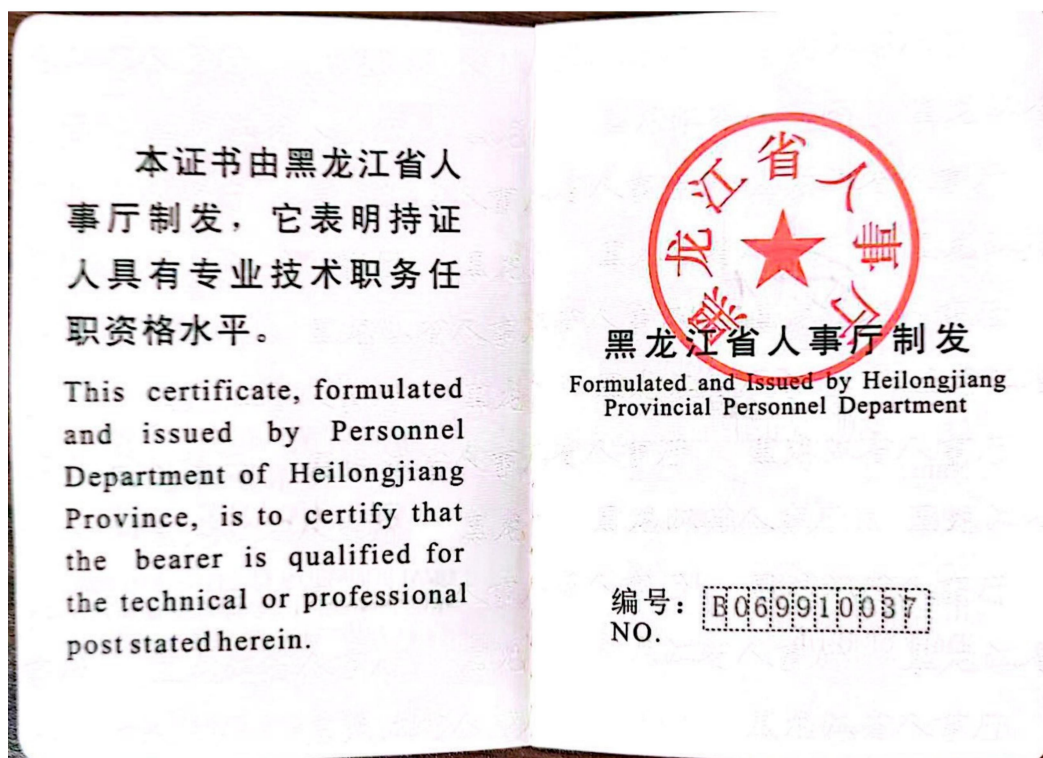 本证书由黑龙江省人
事厅制发，它表明持证
人具有专业技术职务任
职资格水平。
This certificate, formulated
and issued by Personnel
Department of Heilongjiang
Province, is to certify that
the bearer is qualified for
the technical or professional
post stated herein.
黑龙江省人事厅
黑龙江省人事厅制发
Formulated and Issued by Heilongjiang
Provincial Personnel Department
编号：B069910037
NO.